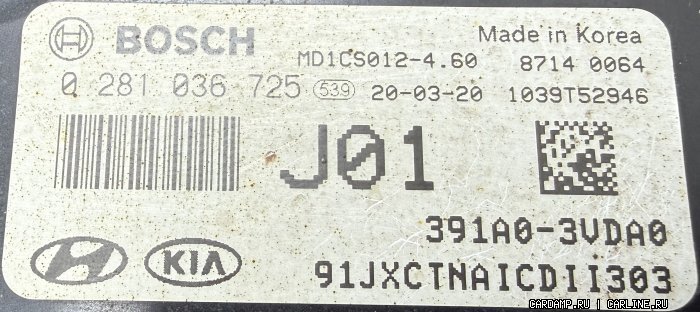 BOSCH Made in Korea
MD1CS012-4.60 8714 0064
0 281 036 725 539 20-03-20 1039T52946
J01
391A0-3VDA0
KIA 91JXCTNAICDII303
CARDAMP.RU | CARLINE.RU